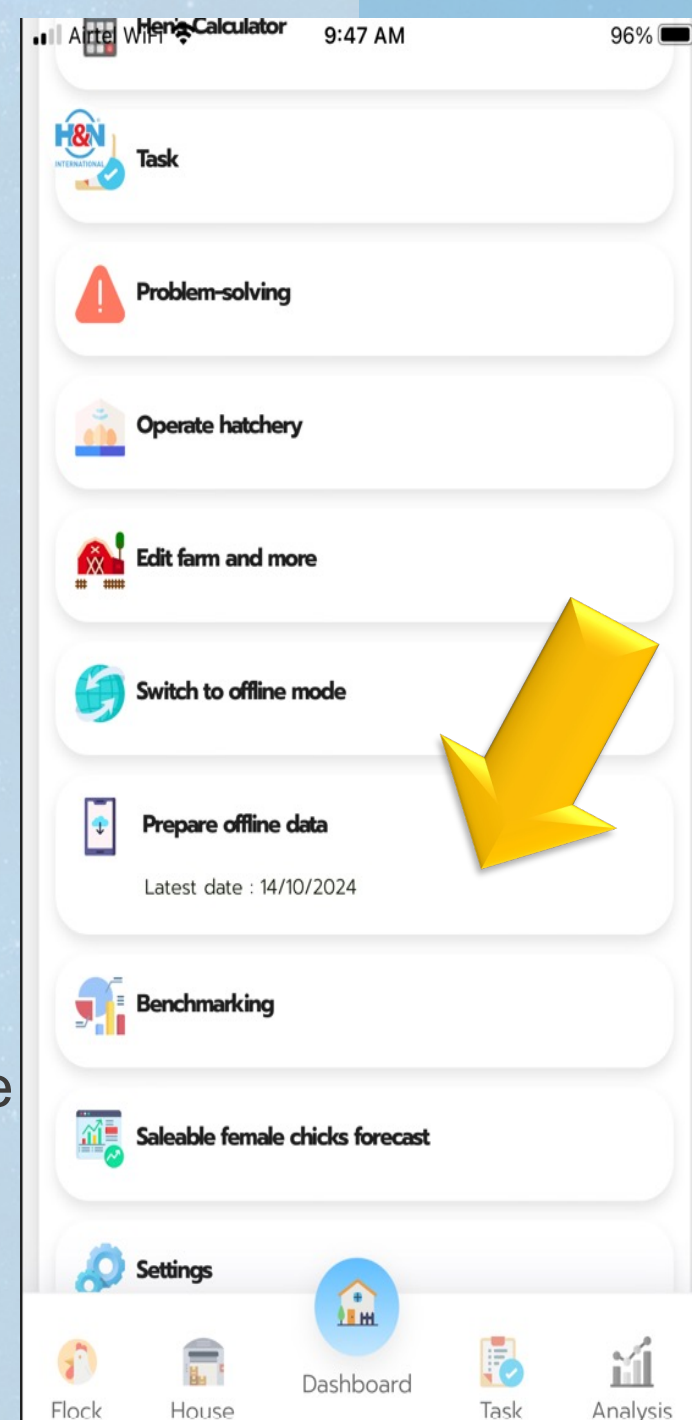 Airtel WiFi 9:47 AM 96%
Hen's Calculator
H&N
INTERNATIONAL
Task
Problem-solving
Operate hatchery
Edit farm and more
Switch to offline mode
Prepare offline data
Latest date : 14/10/2024
Benchmarking
e
Saleable female chicks forecast
Settings
Flock House Dashboard Task Analysis